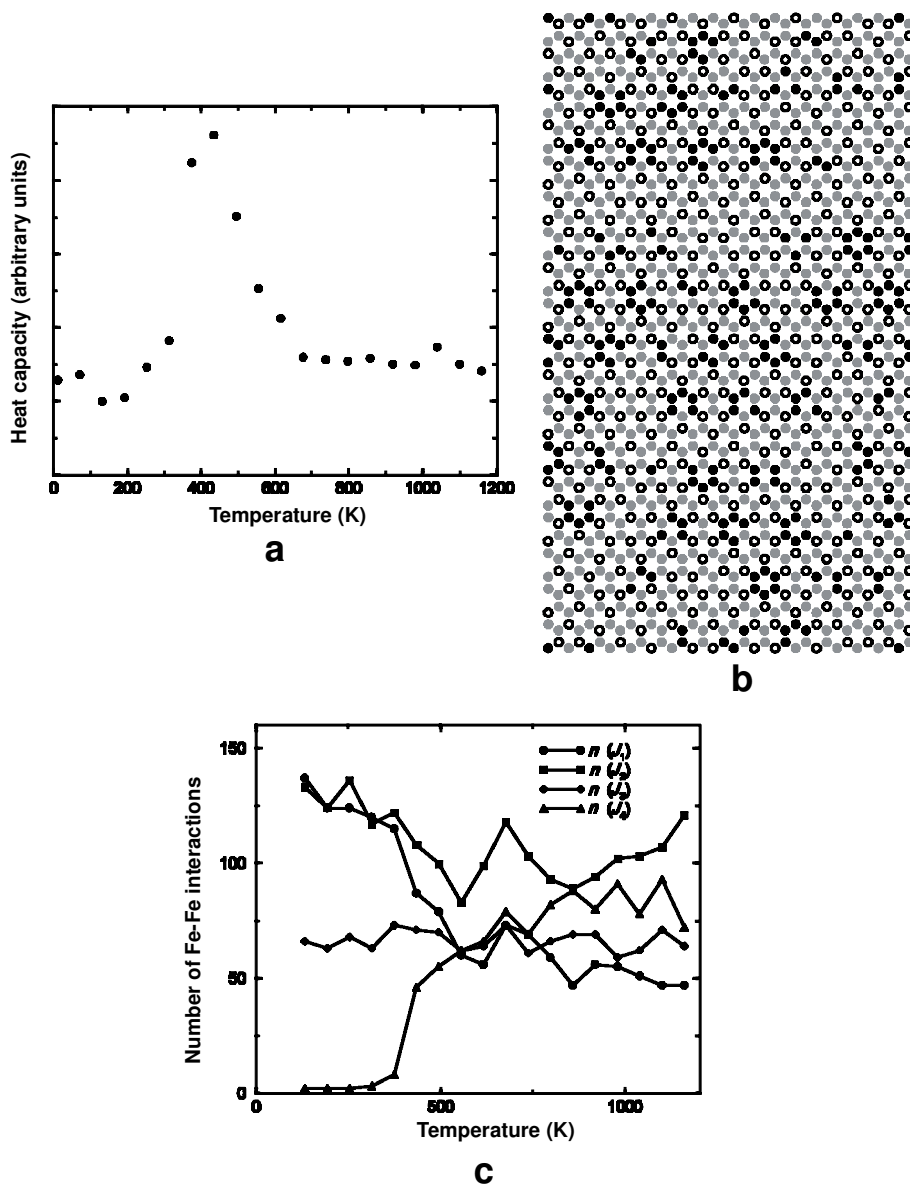 Heat capacity (arbitrary units)
0 200 400 600 800 1000 1200
Temperature (K)
a
b
150
100
50
0
Number of Fe-Fe interactions
n (J₁)
n (J₂)
n (J₃)
n (J₄)
0 500 1000
Temperature (K)
c